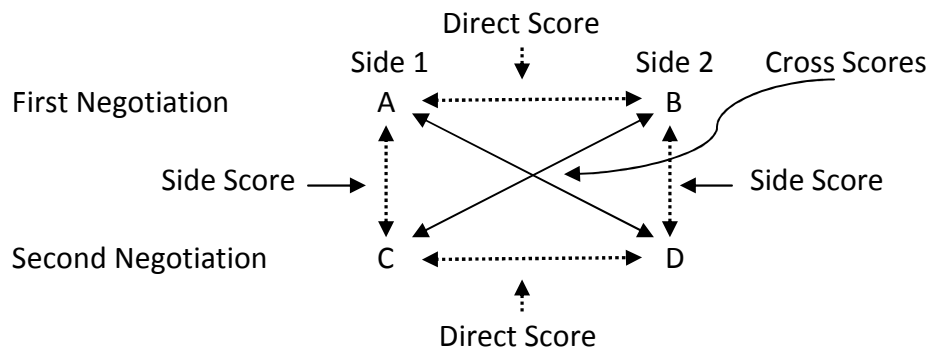 Direct Score
Side 1 Side 2 Cross Scores
First Negotiation A B
Side Score Side Score
Second Negotiation C D
Direct Score